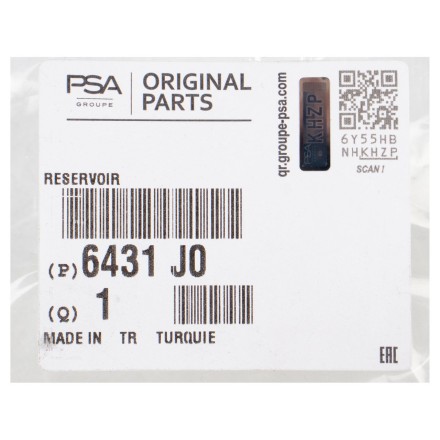 PSA
GROUPE
ORIGINAL
PARTS
qr.groupe-psa.com
PSA KHZP
6Y55HB
NHKHZP
SCAN !
RESERVOIR
(P) 6431 J0
(Q) 1
MADE IN TR TURQUIE
EAC